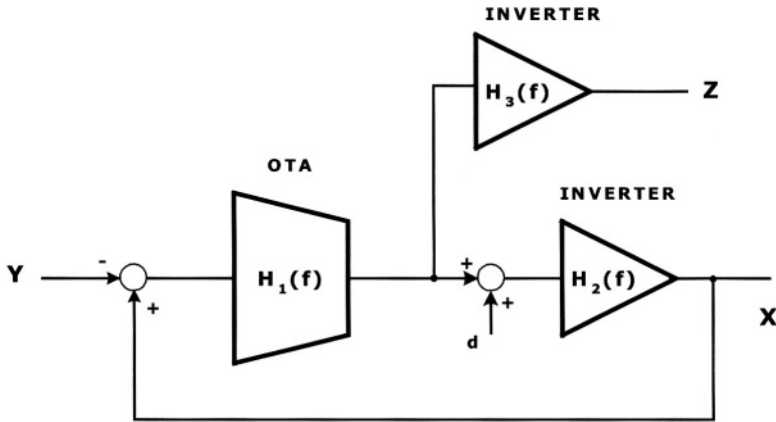 INVERTER
H3(f)
Z
OTA
INVERTER
Y
-
+
H1(f)
+
+
d
H2(f)
X